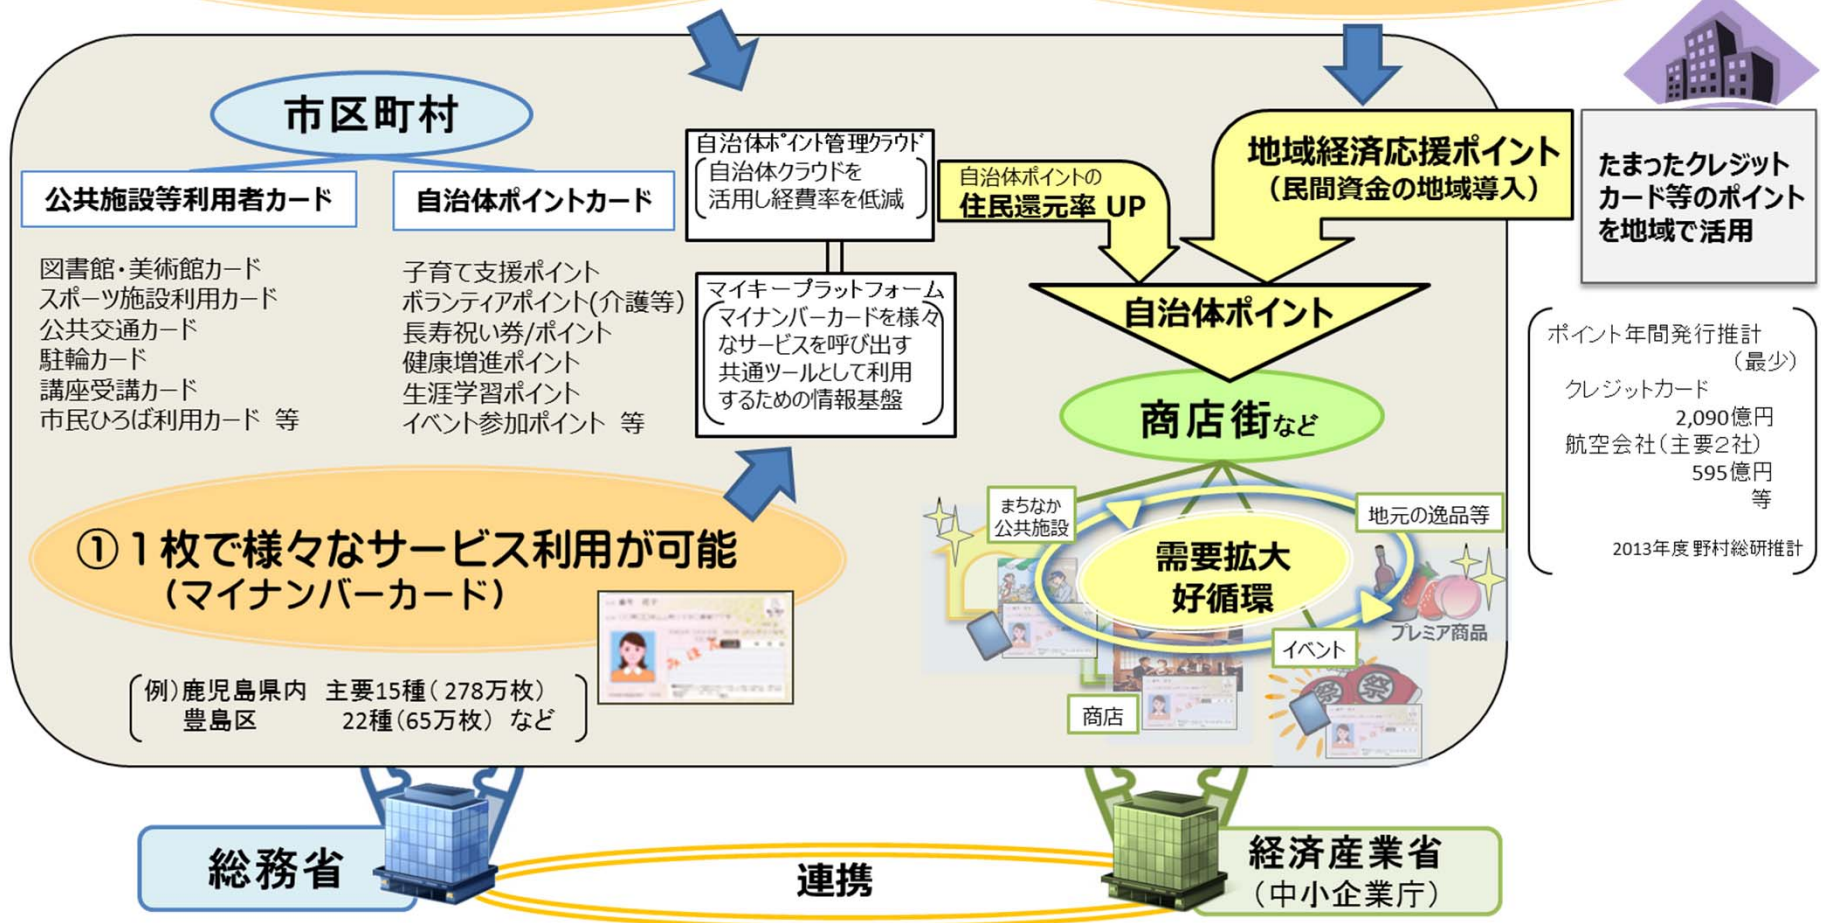 市区町村
公共施設等利用者カード
図書館・美術館カード
スポーツ施設利用カード
公共交通カード
駐輪カード
講座受講カード
市民ひろば利用カード 等
自治体ポイントカード
子育て支援ポイント
ボランティアポイント(介護等)
長寿祝い券/ポイント
健康増進ポイント
生涯学習ポイント
イベント参加ポイント 等
自治体ポイント管理クラウド
自治体クラウドを
活用し経費率を低減
マイキープラットフォーム
マイナンバーカードを様々
なサービスを呼び出す
共通ツールとして利用
するための情報基盤
自治体ポイントの
住民還元率 UP
地域経済応援ポイント
(民間資金の地域導入)
たまったクレジット
カード等のポイント
を地域で活用
自治体ポイント
商店街など
ポイント年間発行推計
(最少)
クレジットカード
2,090億円
航空会社(主要2社)
595億円
等
2013年度野村総研推計
①1枚で様々なサービス利用が可能
(マイナンバーカード)
みほん
例)鹿児島県内 主要15種(278万枚)
豊島区 22種(65万枚) など
まちなか
公共施設
地元の逸品等
需要拡大
好循環
プレミア商品
イベント
祭
祭
商店
総務省
連携
経済産業省
(中小企業庁)